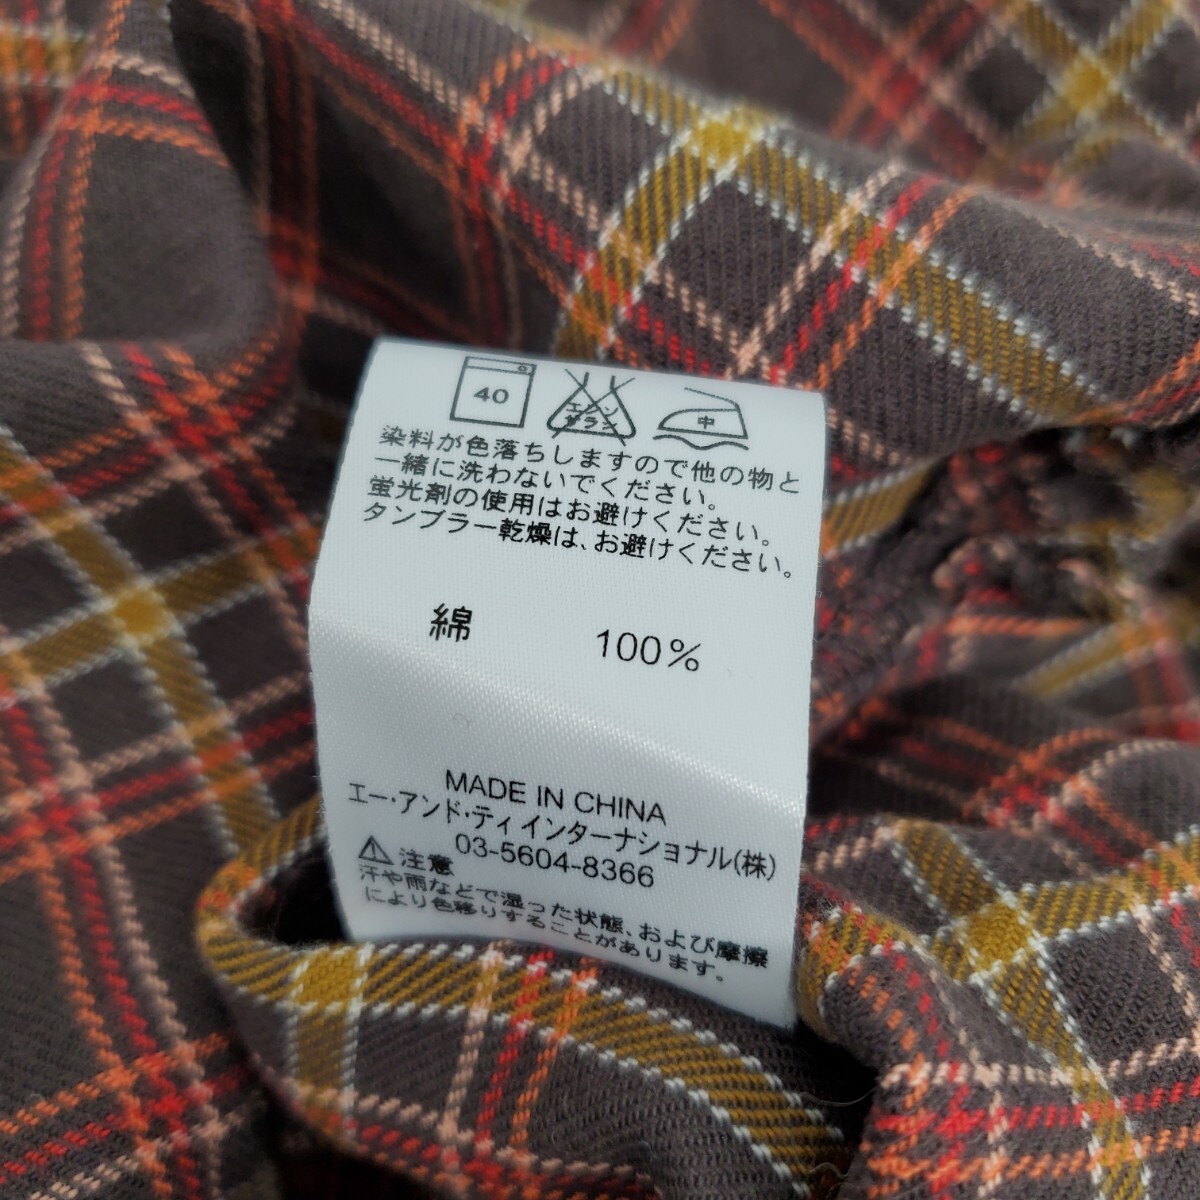 40
エンソ
サラシ
中
染料が色落ちしますので他の物と
一緒に洗わないでください。
蛍光剤の使用はお避けください。
タンブラー乾燥は、お避けください。
綿 100%
MADE IN CHINA
エー・アンド・ティインターナショナル(株)
03-5604-8366
注意
汗や雨などで湿った状態、および摩擦
により色移りすることがあります。